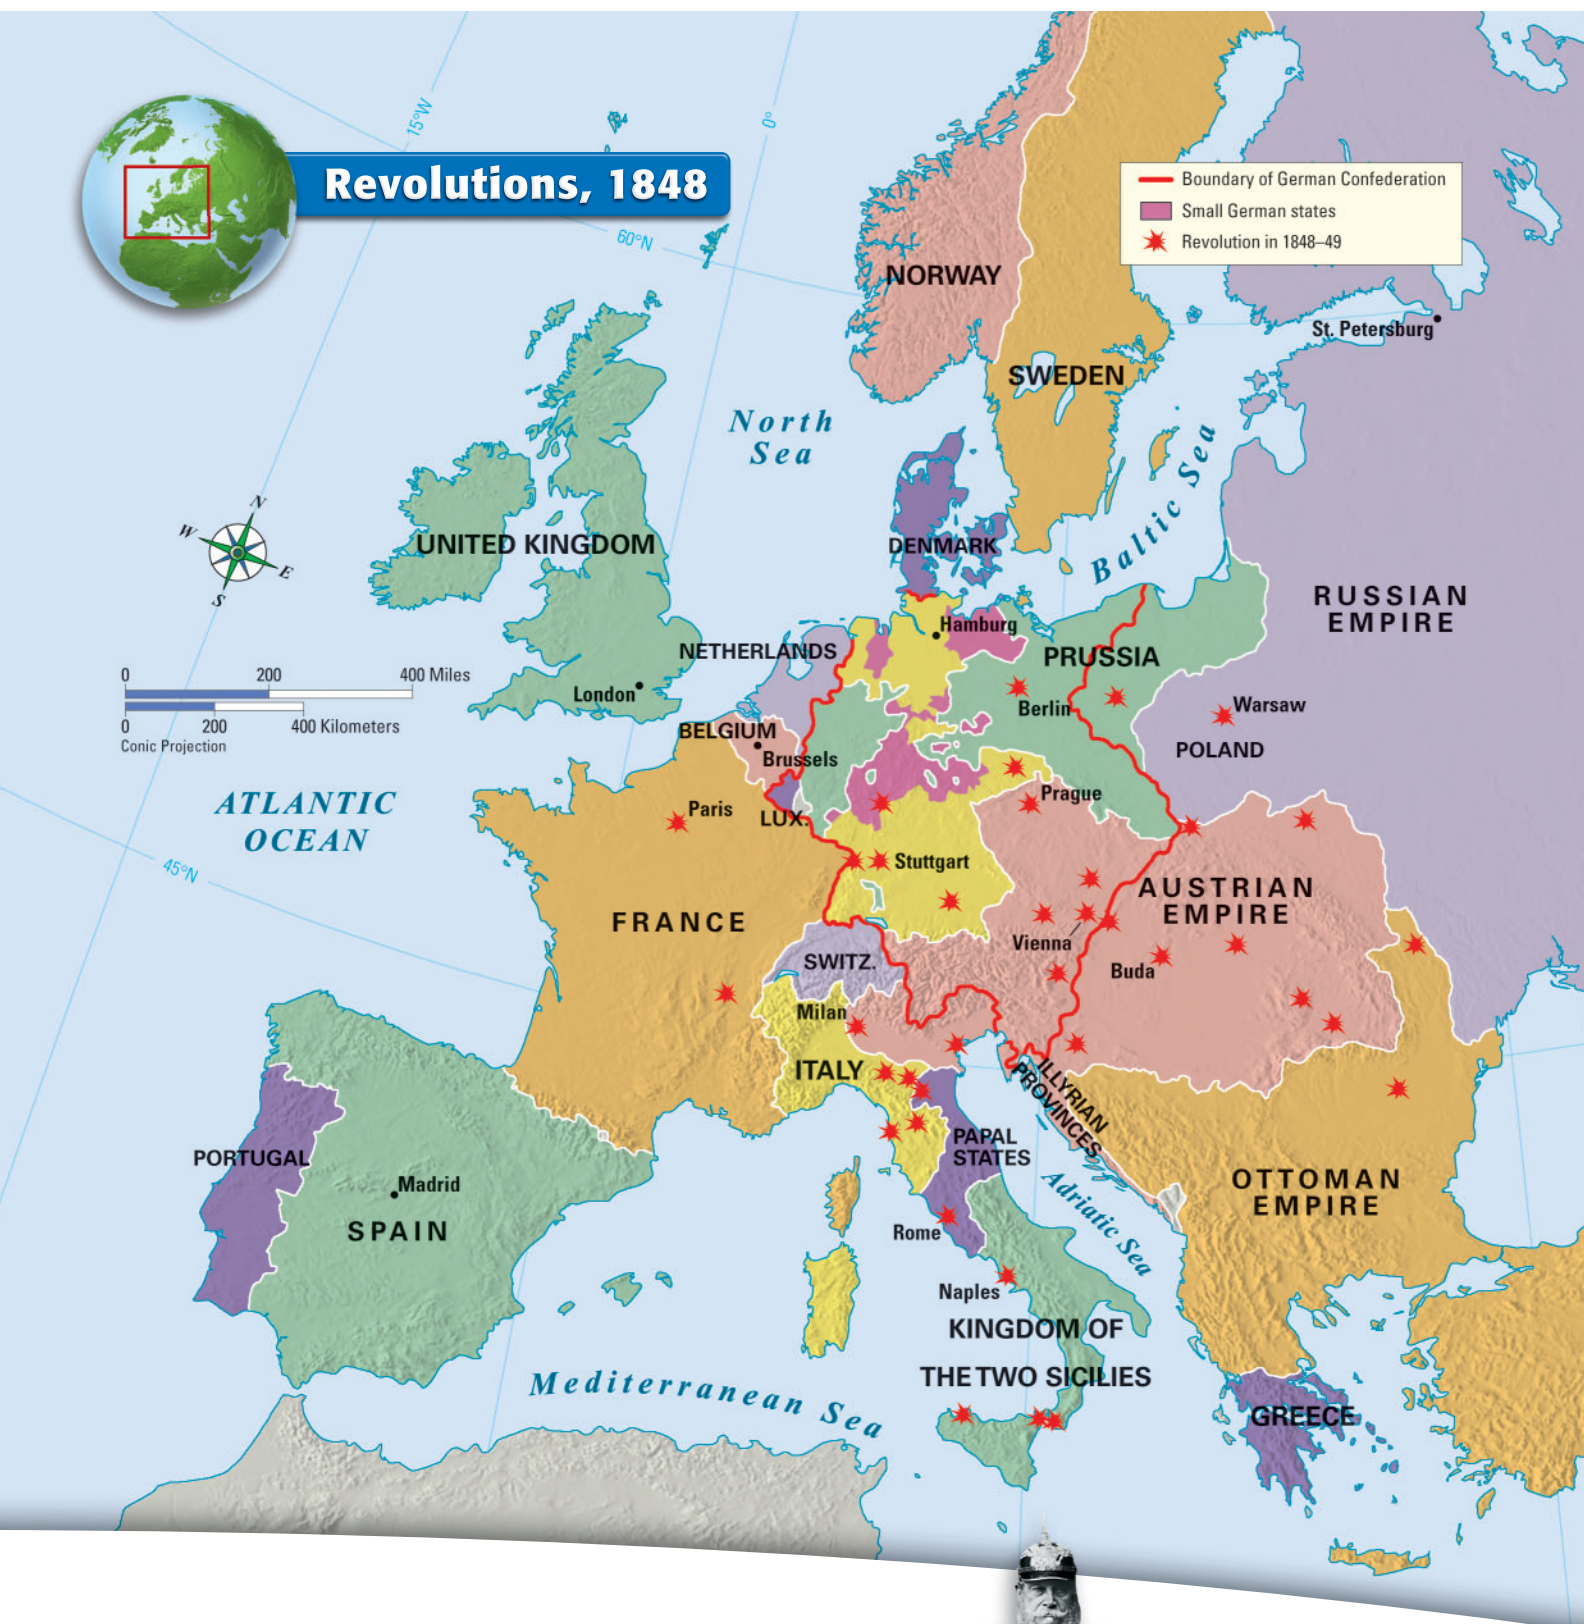 Revolutions, 1848
15°W
0°
60°N
Boundary of German Confederation
Small German states
Revolution in 1848–49
NORWAY
St. Petersburg
SWEDEN
North
Sea
Baltic Sea
N
W
E
S
UNITED KINGDOM
DENMARK
RUSSIAN
EMPIRE
Hamburg
NETHERLANDS
PRUSSIA
0 200 400 Miles
0 200 400 Kilometers
Conic Projection
London
Berlin
Warsaw
BELGIUM
POLAND
Brussels
ATLANTIC
OCEAN
Paris
Prague
LUX.
45°N
Stuttgart
AUSTRIAN
EMPIRE
FRANCE
Vienna
SWITZ.
Buda
Milan
ITALY
ILLYRIAN
PROVINCES
PORTUGAL
PAPAL
STATES
Madrid
OTTOMAN
EMPIRE
SPAIN
Adriatic Sea
Rome
Naples
KINGDOM OF
THE TWO SICILIES
Mediterranean Sea
GREECE